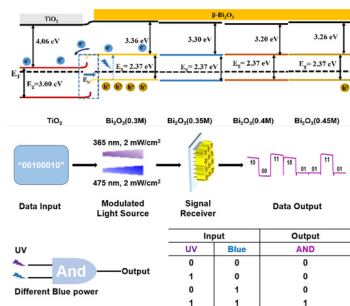 TiO₂ β-Bi₂O₃
4.06 eV 3.36 eV 3.30 eV 3.20 eV 3.26 eV
e⁻ e⁻ e⁻ e⁻
E_g = 2.37 eV E_g = 2.37 eV E_g = 2.37 eV E_g = 2.37 eV
E_f
E_g=3.00 eV
h⁺ h⁺ h⁺ h⁺
TiO₂ Bi₂O₃(0.3M) Bi₂O₃(0.35M) Bi₂O₃(0.4M) Bi₂O₃(0.45M)
365 nm, 2 mW/cm²
"00100010"
475 nm, 2 mW/cm²
10 11 10 11
00 01 01
Data Input Modulated Light Source Signal Receiver Data Output
UV
And Output
Different Blue power
Input Output
UV Blue AND
0 0 0
1 0 0
0 1 0
1 1 1